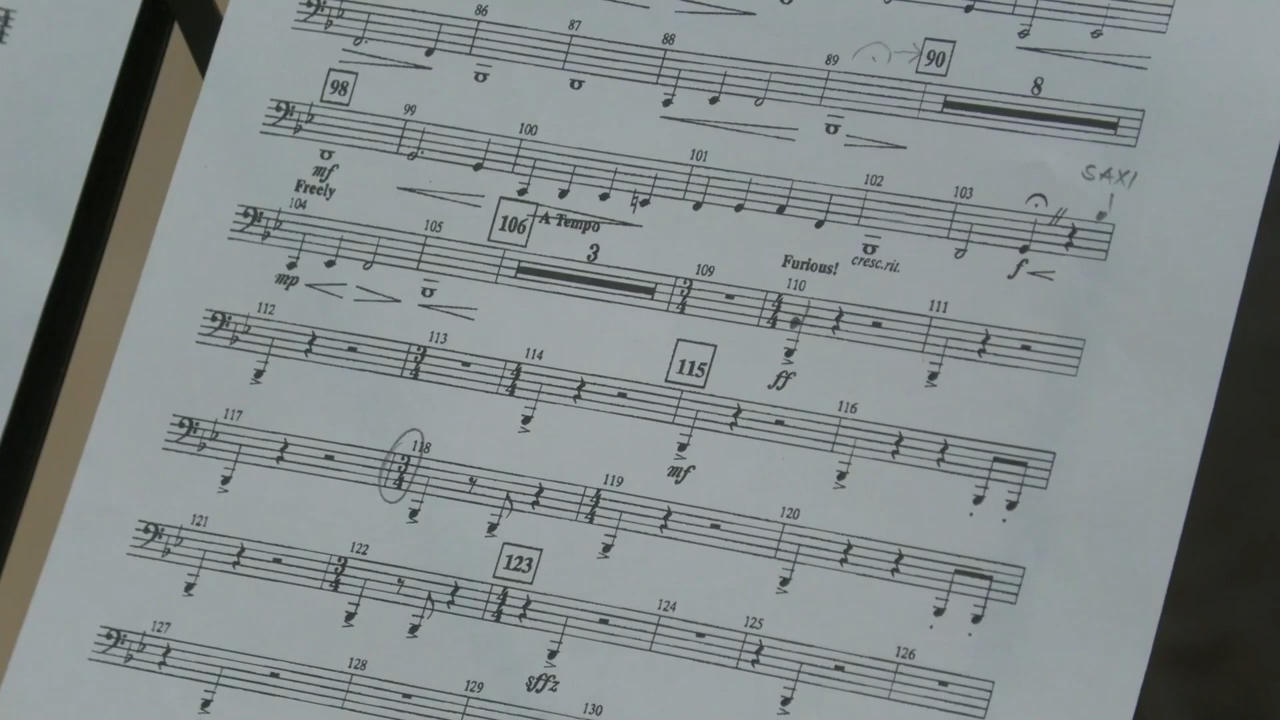 86 87 88 89 90 8
98 99 100 101 102 103 SAX1
mf cresc.rit. f
Freely A Tempo Furious!
104 105 106 3 109 110 111
mp ff
112 113 114 115 116
mf
117 118 119 120
121 122 123 124 125 126
sffz
127 128 129 130